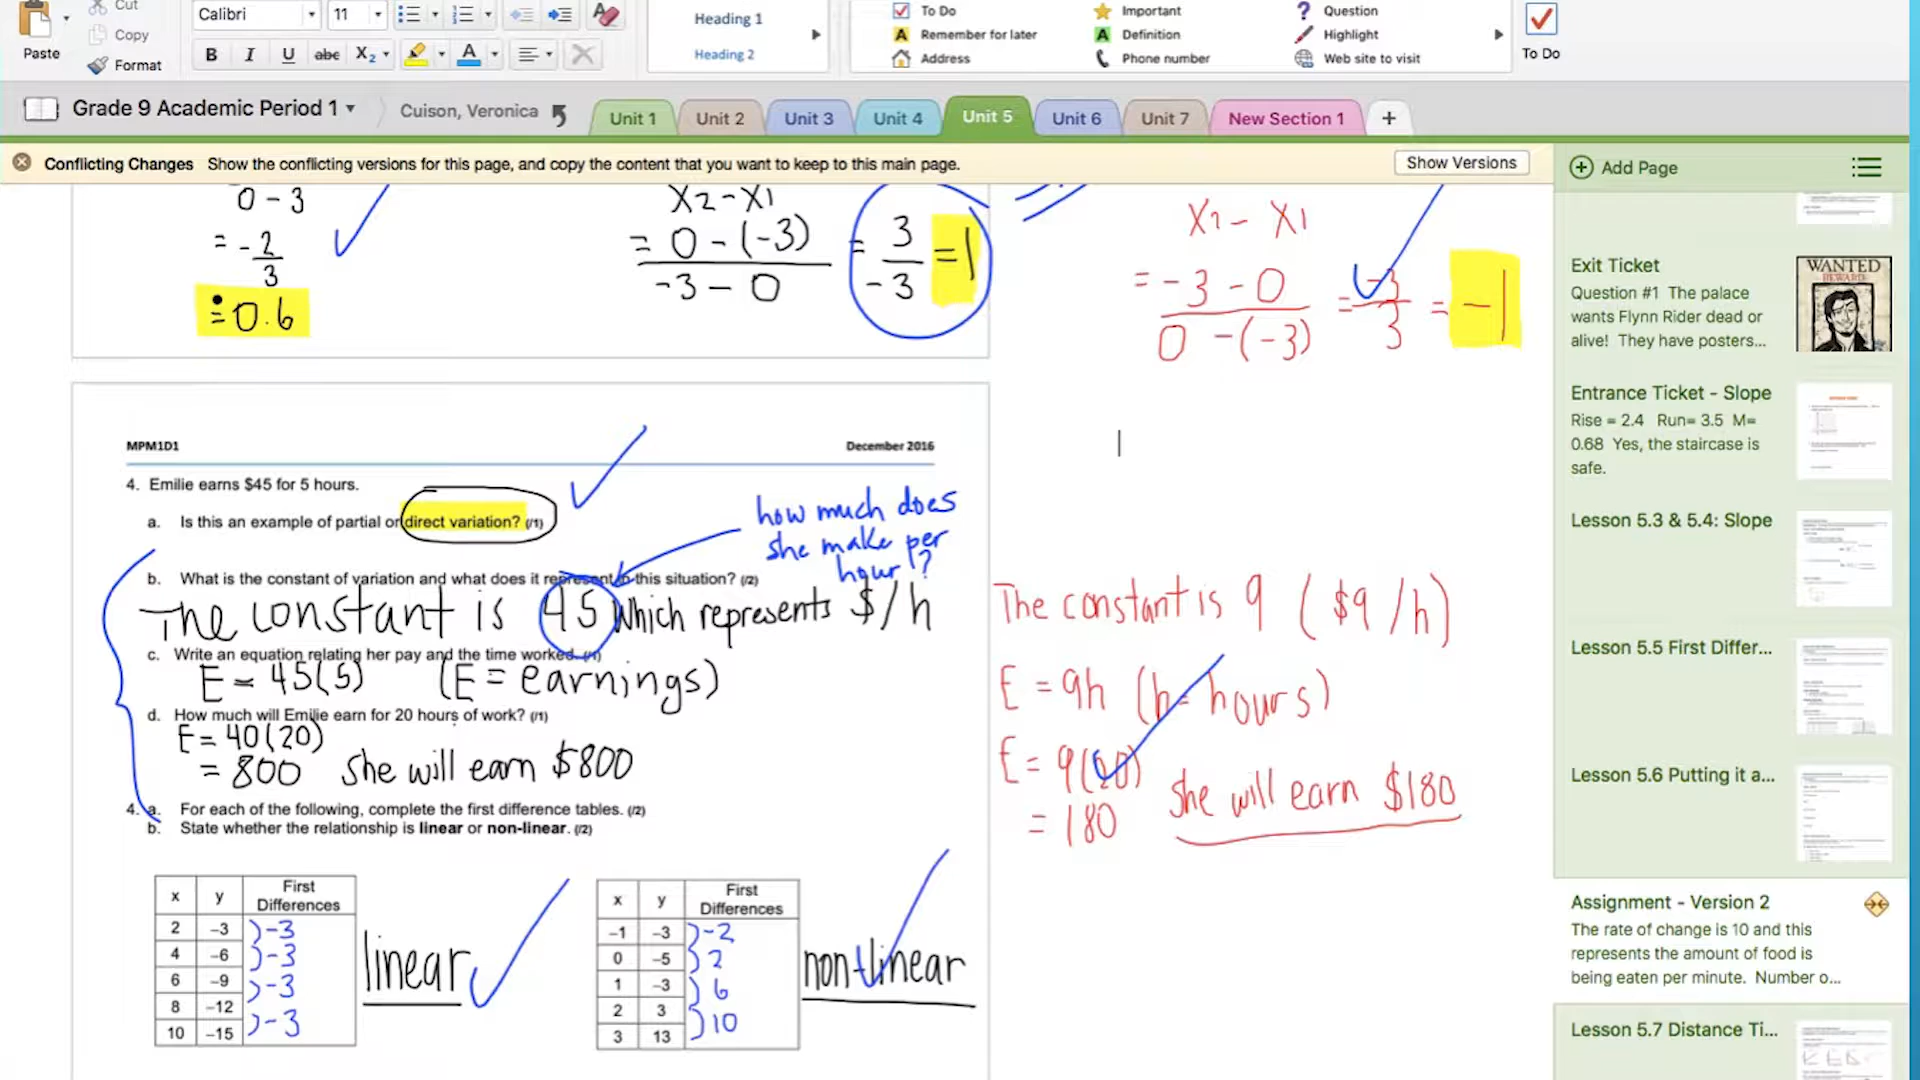 Cut
Calibri 11
Heading 1
To Do Important Question
Paste Copy
Remember for later Definition Highlight
Format B I U abc X₂ A
Heading 2
Address Phone number Web site to visit
To Do
Grade 9 Academic Period 1 Cuison, Veronica Unit 1 Unit 2 Unit 3 Unit 4 Unit 5 Unit 6 Unit 7 New Section 1 +
Conflicting Changes Show the conflicting versions for this page, and copy the content that you want to keep to this main page. Show Versions
0 - 3
= -2
3
≐ 0.6
X2 - X1
= 0 - (-3) = 3 = 1
-3 - 0 -3
X2 - X1
= -3 - 0 = -3 = -1
0 - (-3) 3
MPM1D1 December 2016
4. Emilie earns $45 for 5 hours.
a. Is this an example of partial or direct variation? (/1)
how much does
she make per
hour?
b. What is the constant of variation and what does it represent in this situation? (/2)
The constant is 45 which represents $/h
c. Write an equation relating her pay and the time worked. (/1)
E = 45(5) (E = earnings)
d. How much will Emilie earn for 20 hours of work? (/1)
E = 40(20)
= 800 She will earn $800
The constant is 9 ($9/h)
E = 9h (h = hours)
E = 9(20)
= 180 She will earn $180
4. a. For each of the following, complete the first difference tables. (/2)
b. State whether the relationship is linear or non-linear. (/2)
x y First Differences
2 -3
-3
4 -6
-3
6 -9
-3
8 -12
-3
10 -15
linear
x y First Differences
-1 -3
-2
0 -5
2
1 -3
6
2 3
10
3 13
non-linear
Add Page
Exit Ticket
Question #1 The palace
wants Flynn Rider dead or
alive! They have posters...
WANTED
Entrance Ticket - Slope
Rise = 2.4 Run= 3.5 M=
0.68 Yes, the staircase is
safe.
Lesson 5.3 & 5.4: Slope
Lesson 5.5 First Differ...
Lesson 5.6 Putting it a...
Assignment - Version 2
The rate of change is 10 and this
represents the amount of food is
being eaten per minute. Number o...
Lesson 5.7 Distance Ti...